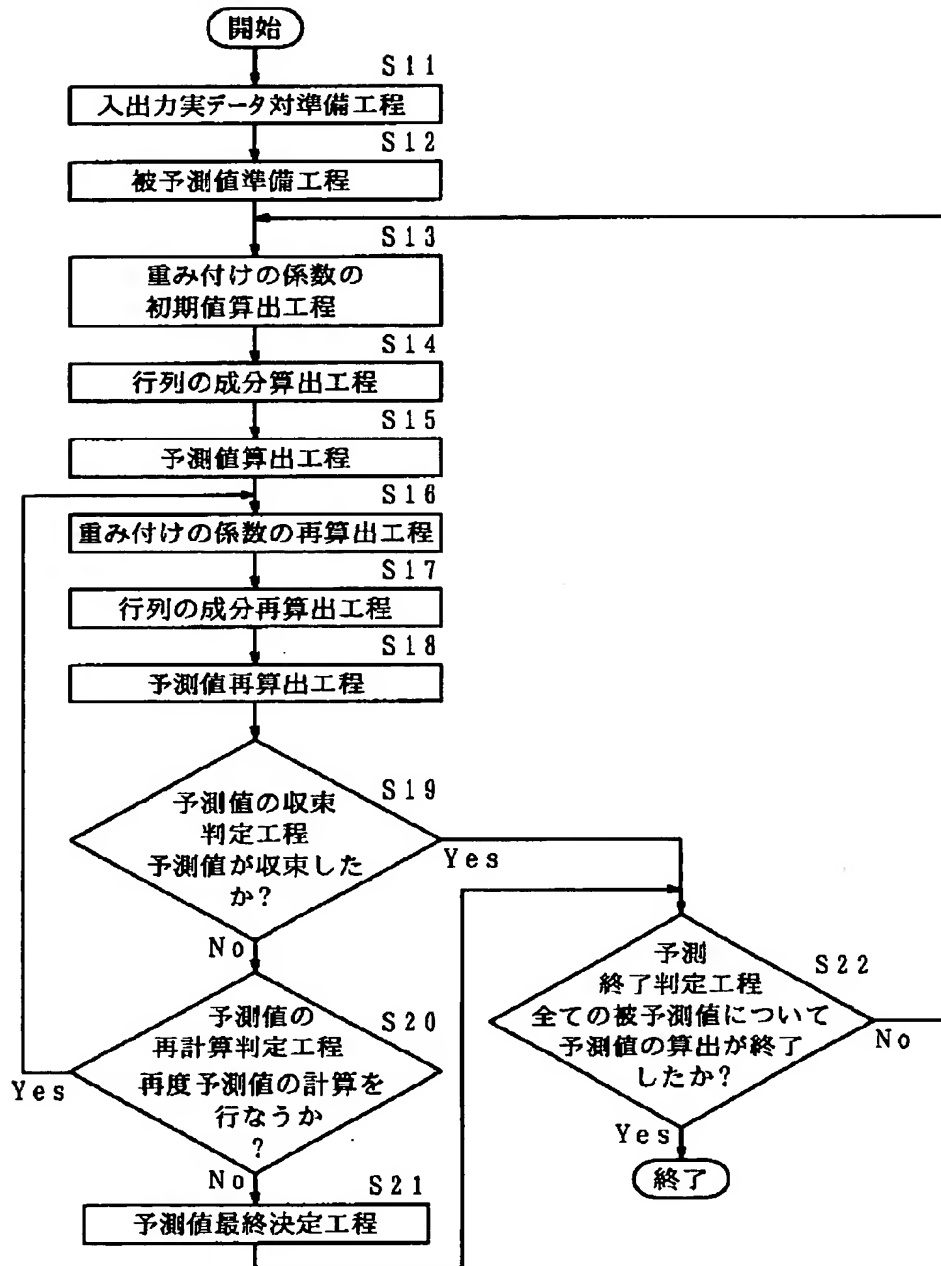 開始
S11
入出力実データ対準備工程
S12
被予測値準備工程
S13
重み付けの係数の
初期値算出工程
S14
行列の成分算出工程
S15
予測値算出工程
S16
重み付けの係数の再算出工程
S17
行列の成分再算出工程
S18
予測値再算出工程
S19
予測値の収束
判定工程
予測値が収束した
か?
Yes
No
S20
予測値の
再計算判定工程
再度予測値の計算を
行なうか
?
Yes
No
S21
予測値最終決定工程
S22
予測
終了判定工程
全ての被予測値について
予測値の算出が終了
したか?
No
Yes
終了